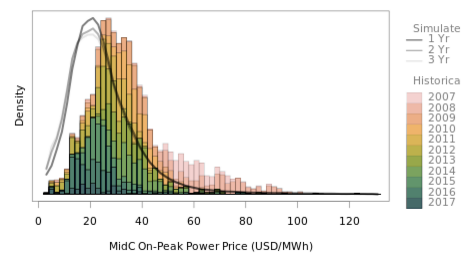 Simulate
1 Yr
2 Yr
3 Yr
Historica
2007
2008
2009
2010
2011
2012
2013
2014
2015
2016
2017
Density
0 20 40 60 80 100 120
MidC On-Peak Power Price (USD/MWh)